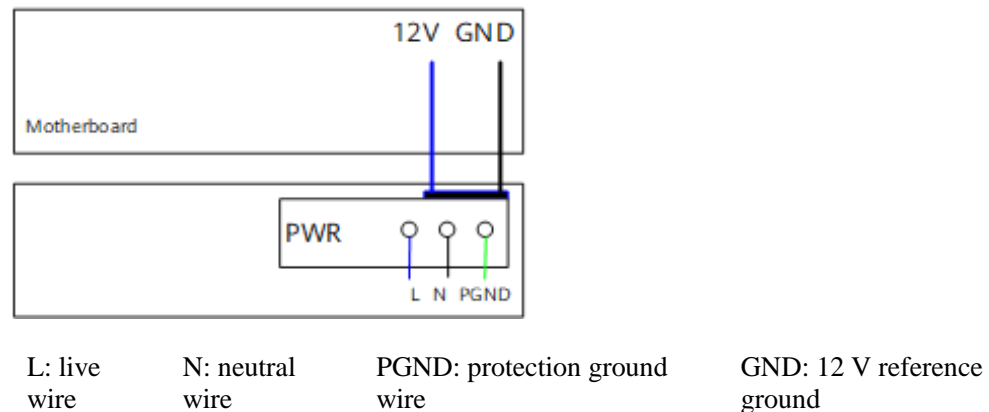 12V GND
Motherboard
PWR
L N PGND
L: live wire
N: neutral wire
PGND: protection ground wire
GND: 12 V reference ground